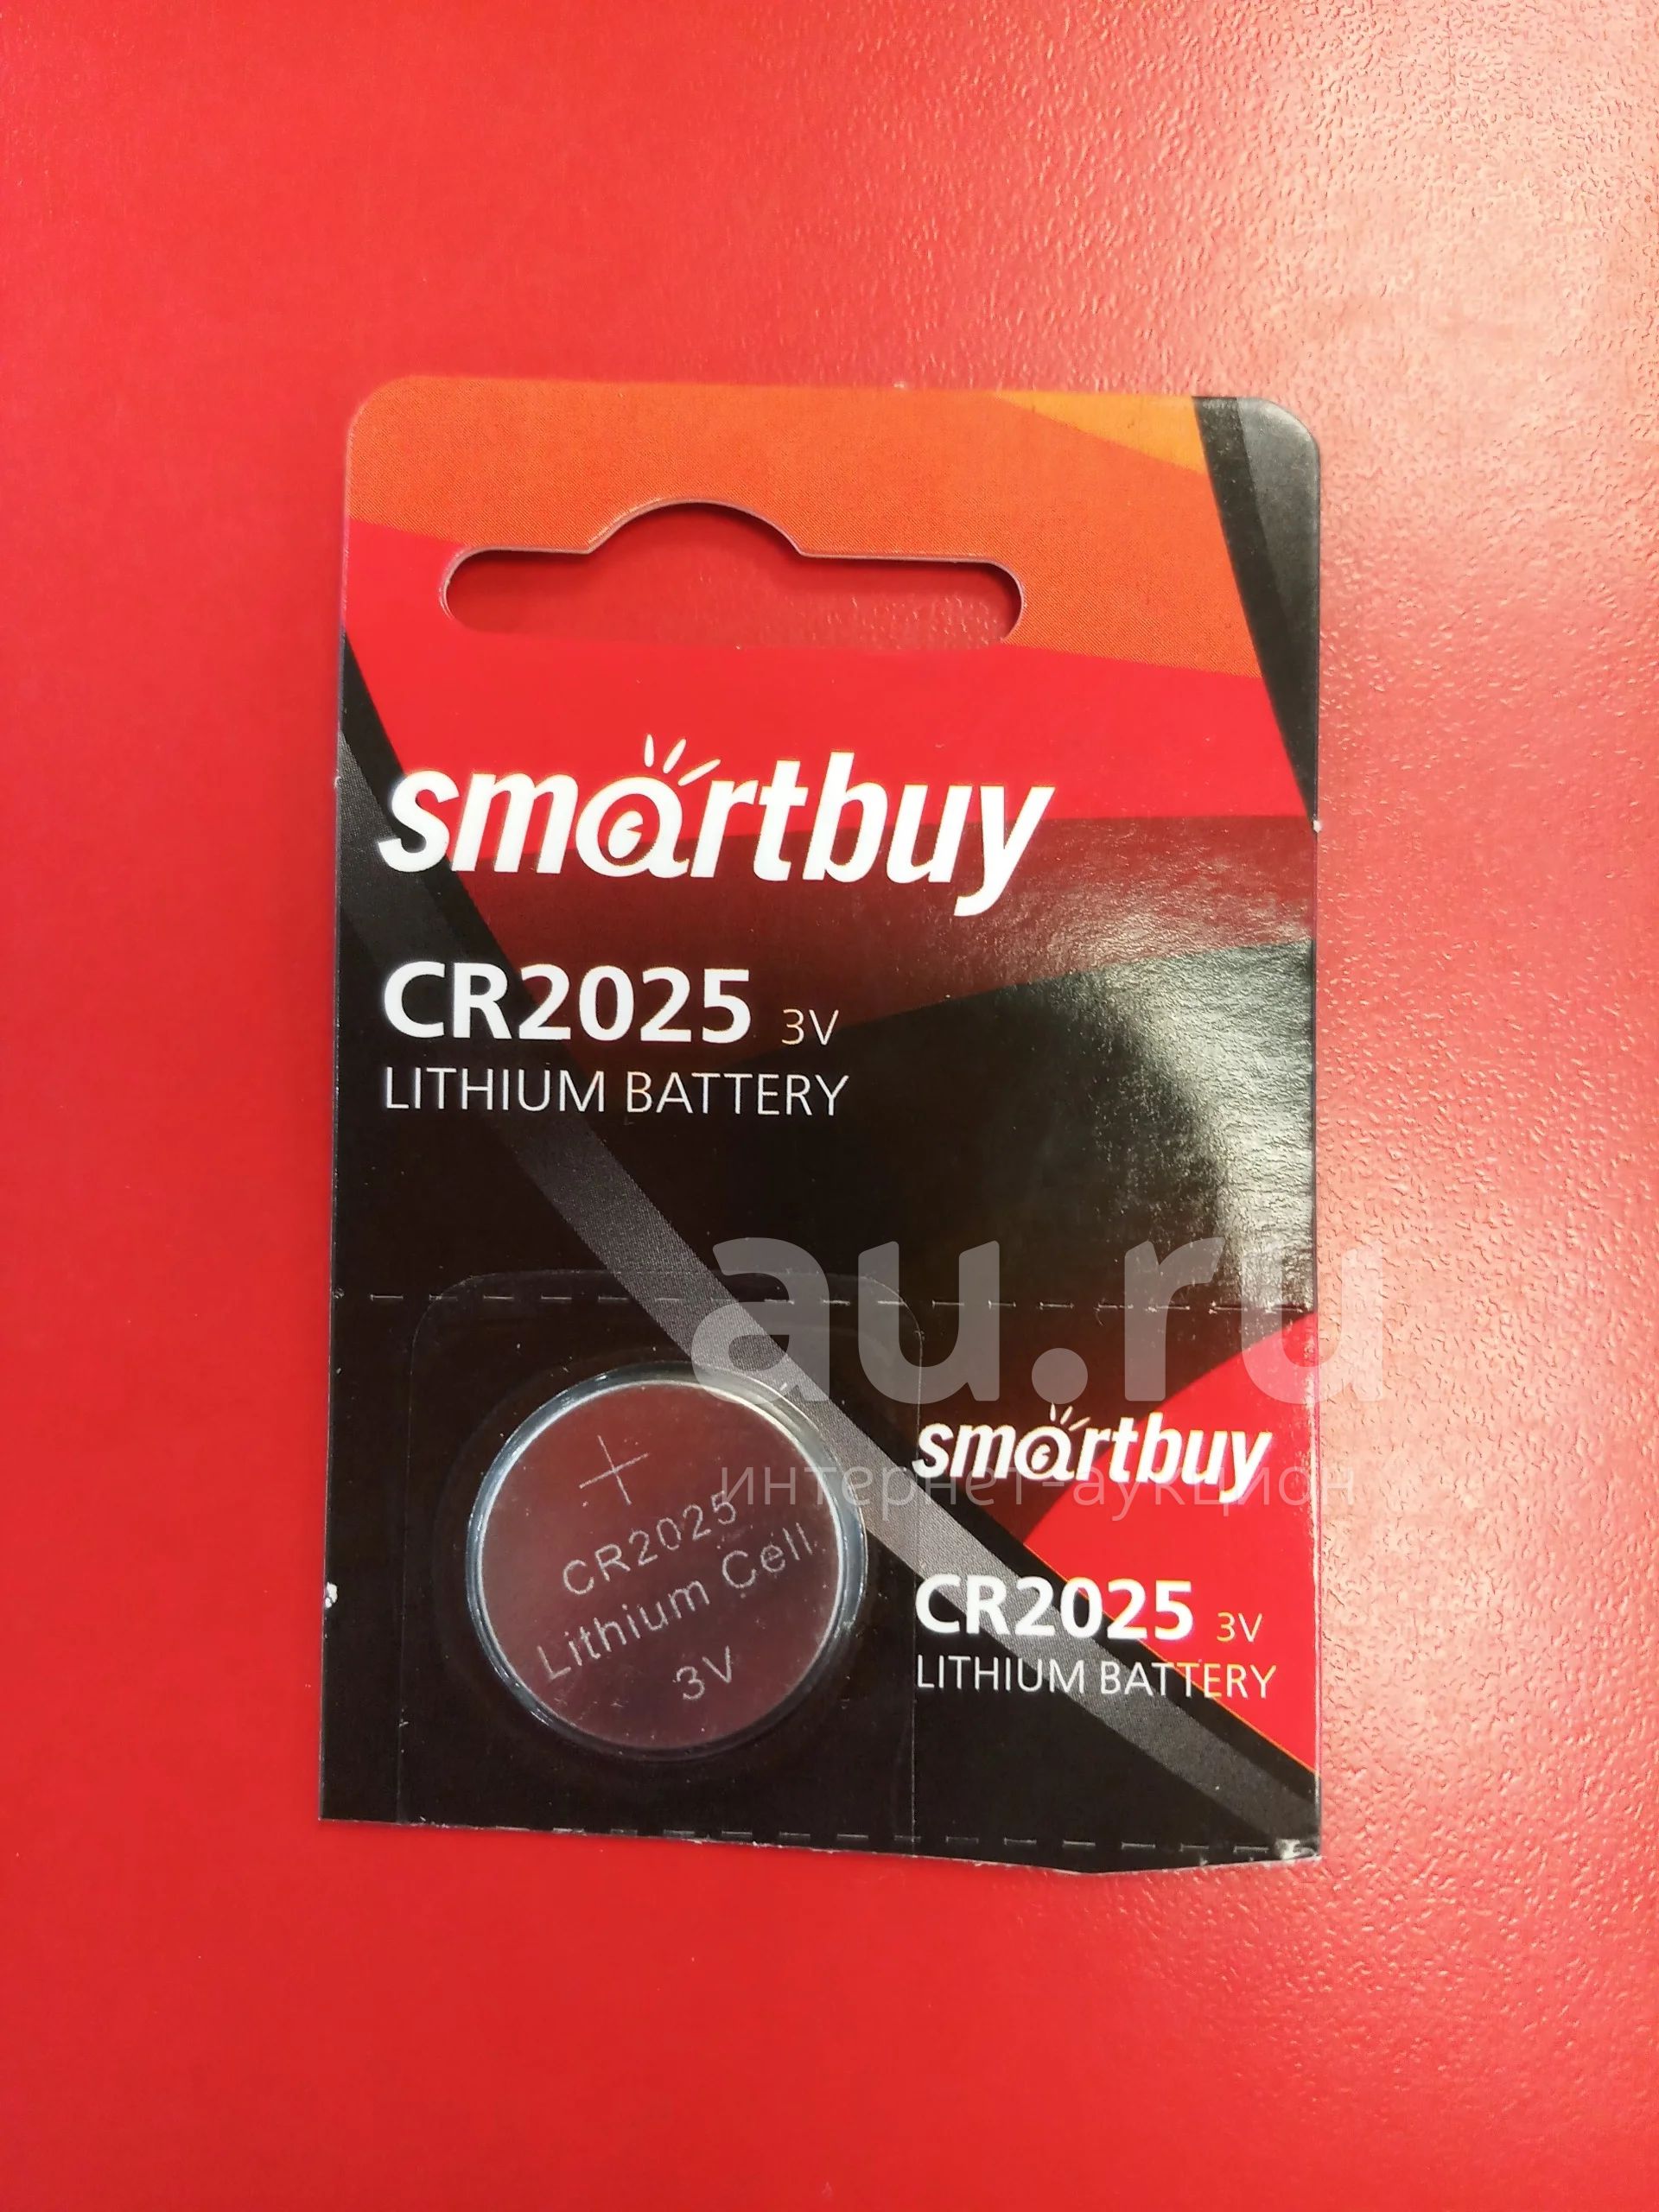 smartbuy
CR2025 3V
LITHIUM BATTERY
au.ru
интернет-аукцион
+
CR2025
Lithium Cell
3V
smartbuy
CR2025 3V
LITHIUM BATTERY